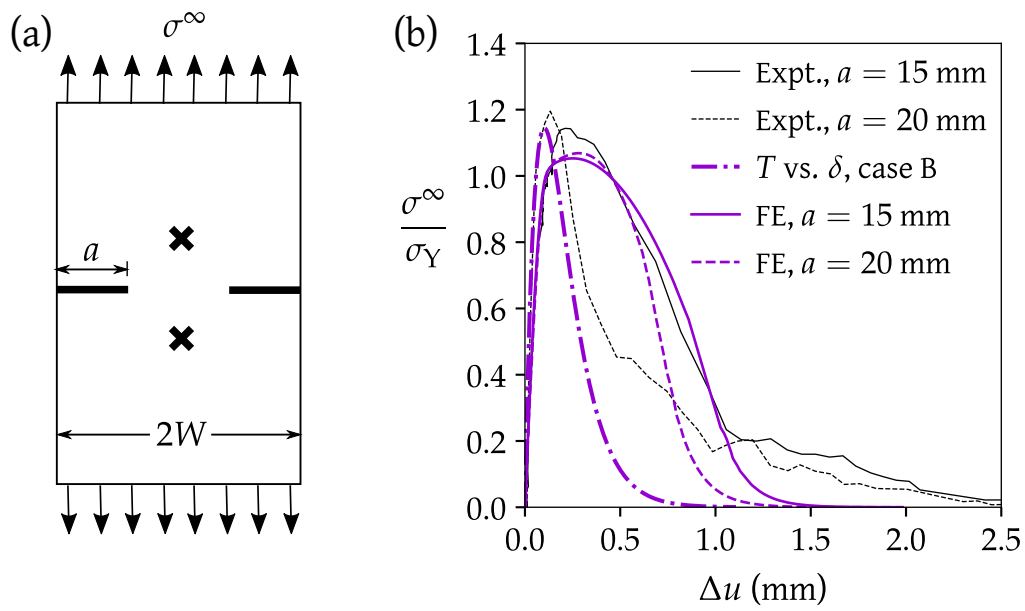 (a)
σ∞
a
2W
(b)
1.4
1.2
1.0
0.8
0.6
0.4
0.2
0.0
σ∞
σY
Expt., a = 15 mm
Expt., a = 20 mm
T vs. δ, case B
FE, a = 15 mm
FE, a = 20 mm
0.0 0.5 1.0 1.5 2.0 2.5
Δu (mm)